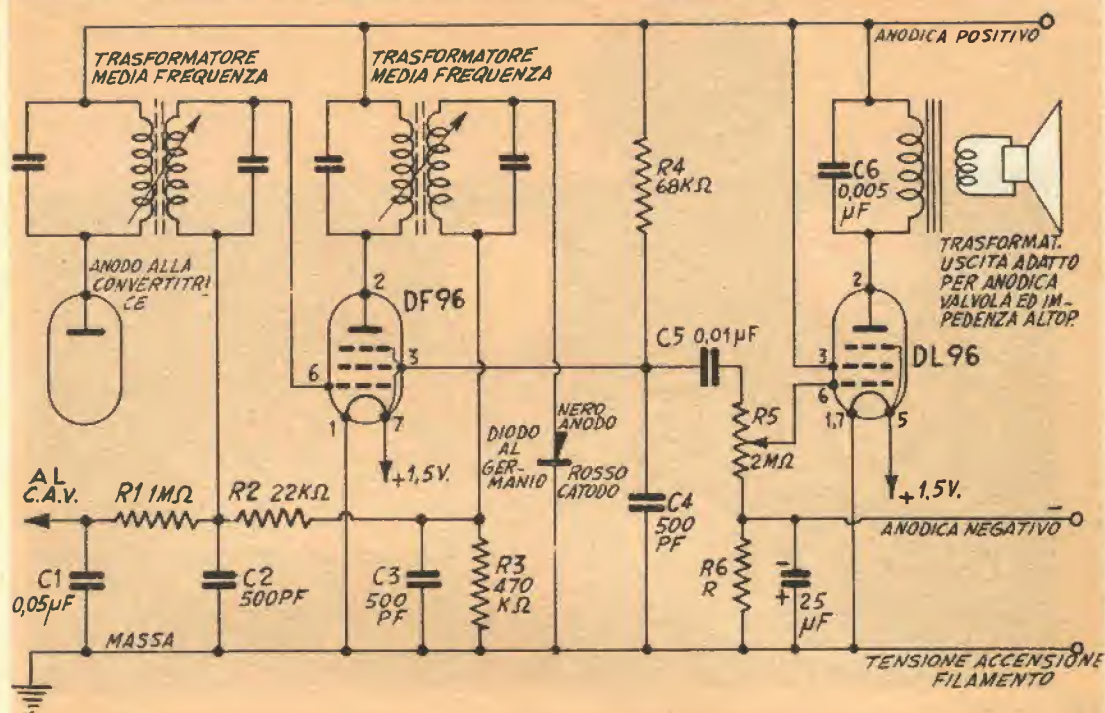 ANODICA POSITIVO
TRASFORMATORE
MEDIA FREQUENZA
TRASFORMATORE
MEDIA FREQUENZA
R4
68KΩ
C6
0,005
µF
ANODO ALLA
CONVERTITRI
CE
2
DF96
3
6
1
7
+1,5V.
TRASFORMAT.
USCITA ADATTO
PER ANODICA
VALVOLA ED IM-
PEDENZA ALTOP.
C5 0,01µF
2
DL96
3
6
1,7
5
+1,5V.
R5
2MΩ
NERO
ANODO
DIODO
AL
GER-
MANIO
ROSSO
CATODO
AL
C.A.V.
R1 1MΩ
R2 22KΩ
C4
500
PF
-
ANODICA NEGATIVO
C1
0,05µF
C2
500PF
C3
500
PF
R3
470
KΩ
R6
R
-
+
25
µF
MASSA
TENSIONE ACCENSIONE
FILAMENTO